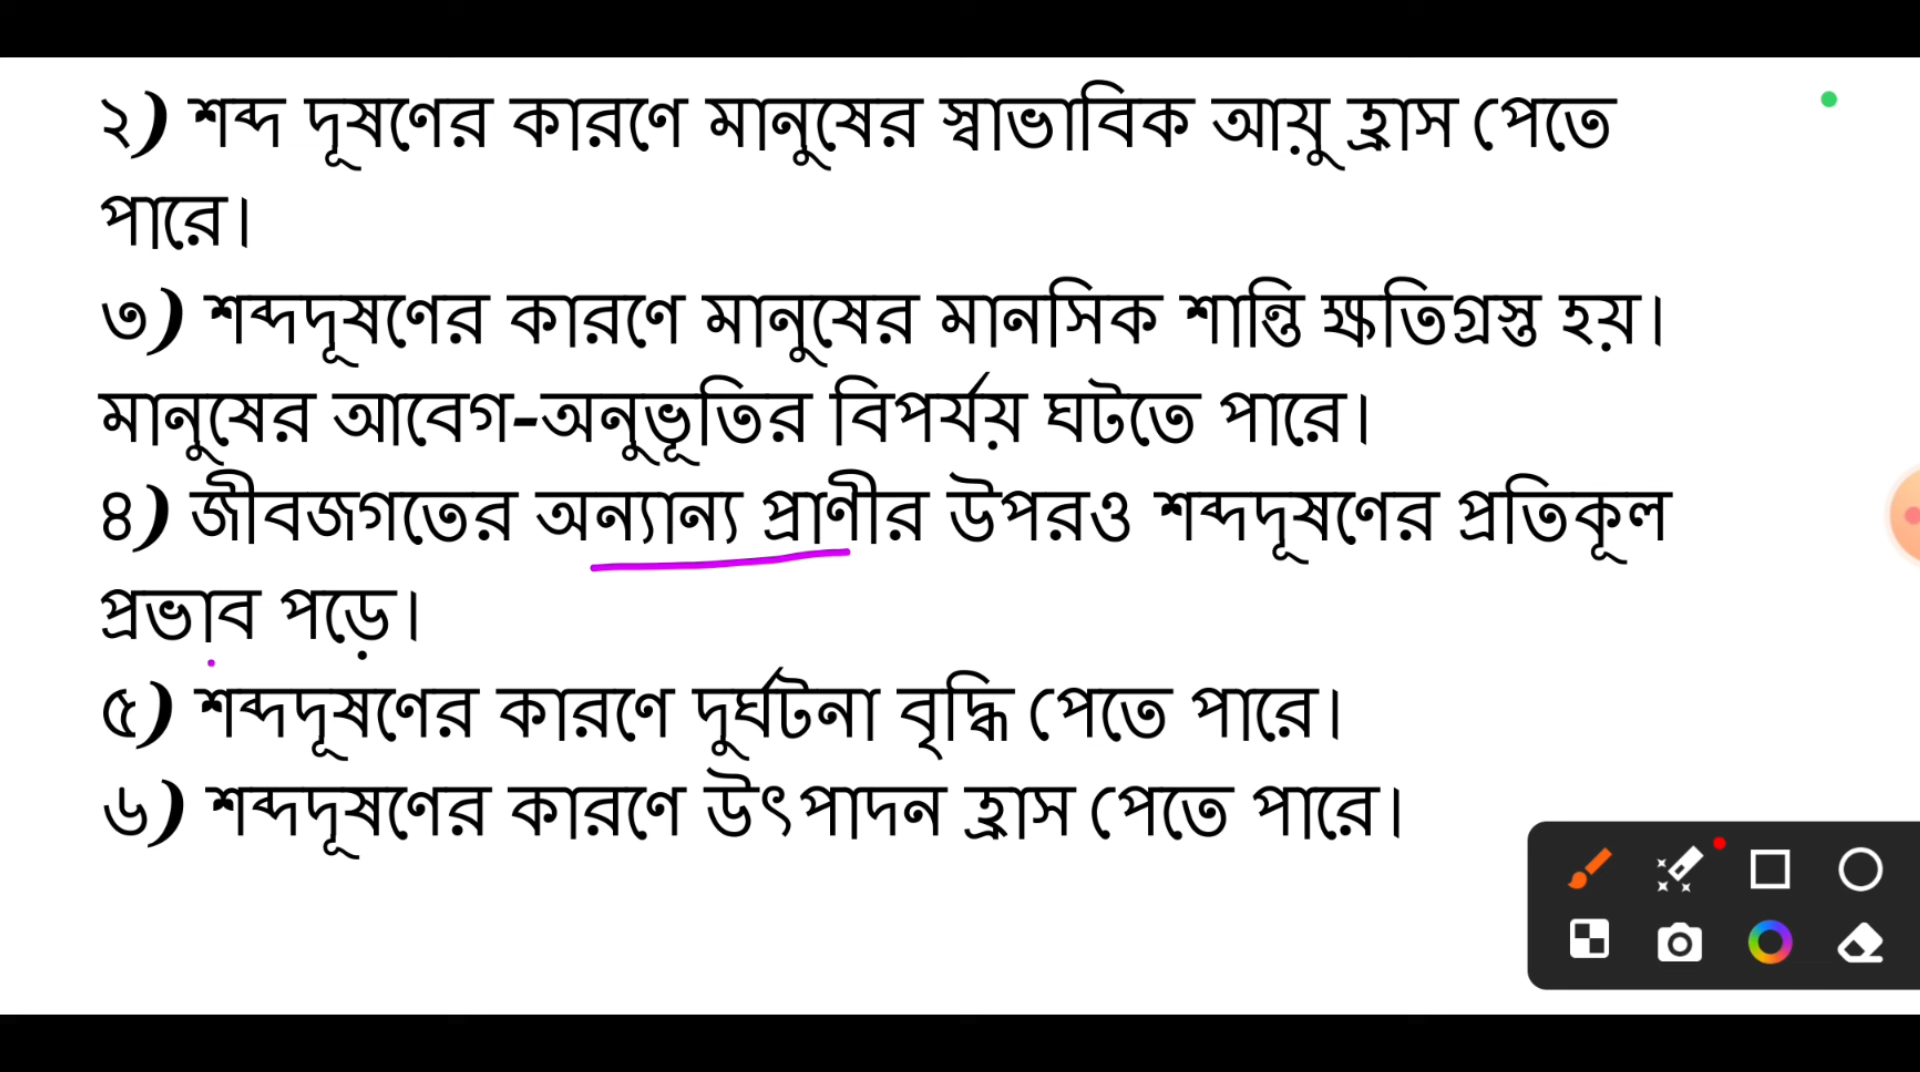 ২) শব্দ দূষণের কারণে মানুষের স্বাভাবিক আয়ু হ্রাস পেতে
পারে।
৩) শব্দদূষণের কারণে মানুষের মানসিক শান্তি ক্ষতিগ্রস্ত হয়।
মানুষের আবেগ-অনুভূতির বিপর্যয় ঘটতে পারে।
৪) জীবজগতের অন্যান্য প্রাণীর উপরও শব্দদূষণের প্রতিকূল
প্রভাব পড়ে।
৫) শব্দদূষণের কারণে দুর্ঘটনা বৃদ্ধি পেতে পারে।
৬) শব্দদূষণের কারণে উৎপাদন হ্রাস পেতে পারে।